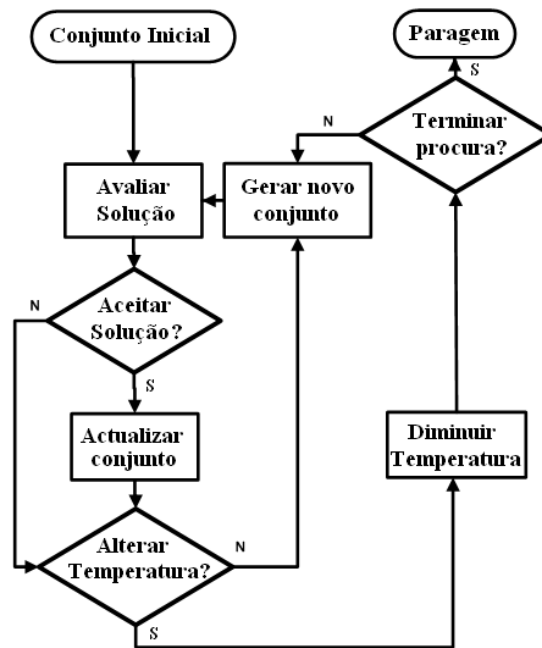 Conjunto Inicial
Paragem
S
N
Terminar
procura?
Avaliar
Solução
Gerar novo
conjunto
N
Aceitar
Solução?
S
Actualizar
conjunto
Diminuir
Temperatura
Alterar
Temperatura?
N
S